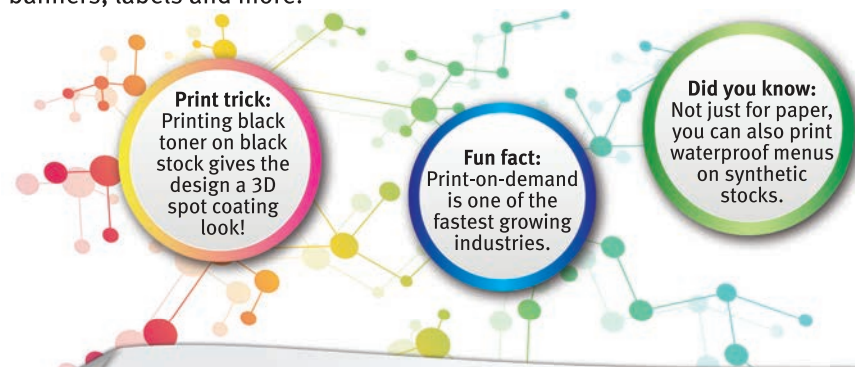 banners, labels and more.
Print trick:
Printing black
toner on black
stock gives the
design a 3D
spot coating
look!
Fun fact:
Print-on-demand
is one of the
fastest growing
industries.
Did you know:
Not just for paper,
you can also print
waterproof menus
on synthetic
stocks.